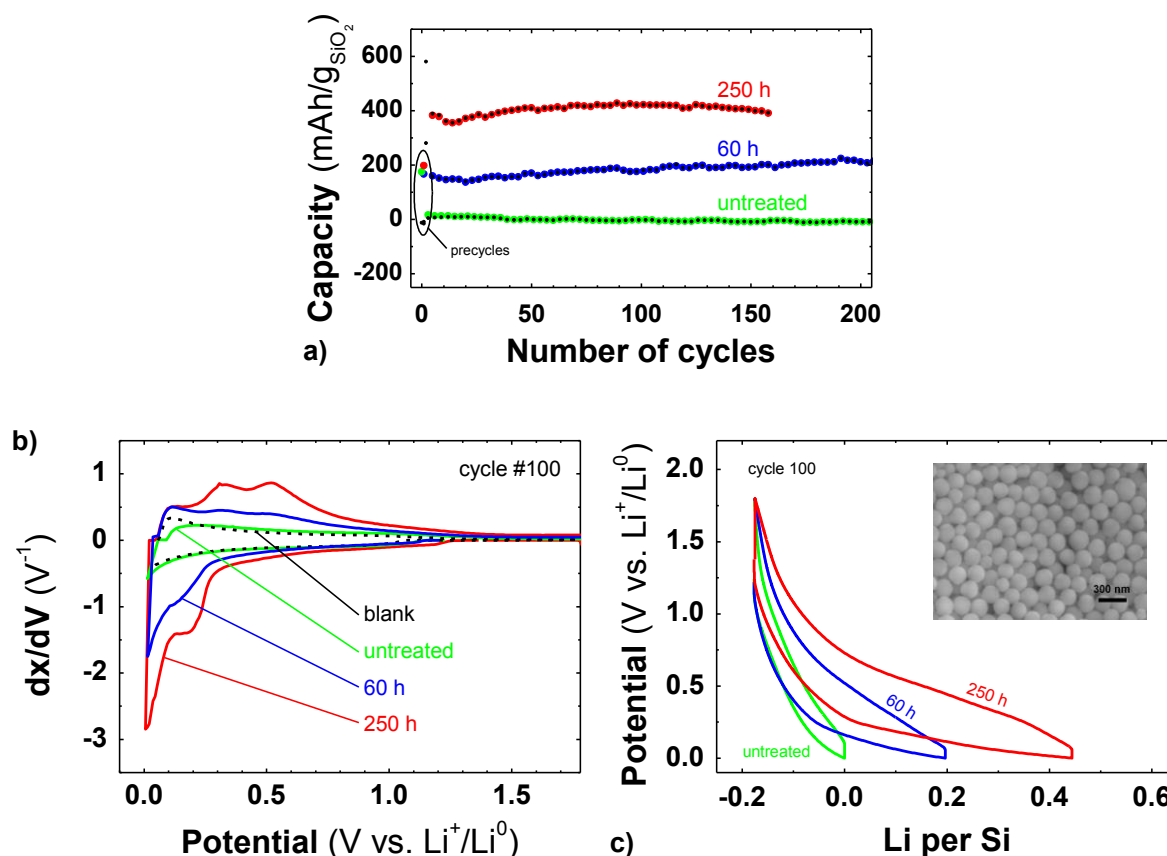 600
400
200
0
-200
Capacity (mAh/g_SiO₂)
250 h
60 h
untreated
precycles
0 50 100 150 200
Number of cycles
a)
b)
cycle #100
1
0
-1
-2
-3
dx/dV (V⁻¹)
blank
untreated
60 h
250 h
0.0 0.5 1.0 1.5
Potential (V vs. Li⁺/Li⁰)
cycle 100
2.0
1.5
1.0
0.5
0.0
Potential (V vs. Li⁺/Li⁰)
300 nm
250 h
60 h
untreated
-0.2 0.0 0.2 0.4 0.6
c)
Li per Si